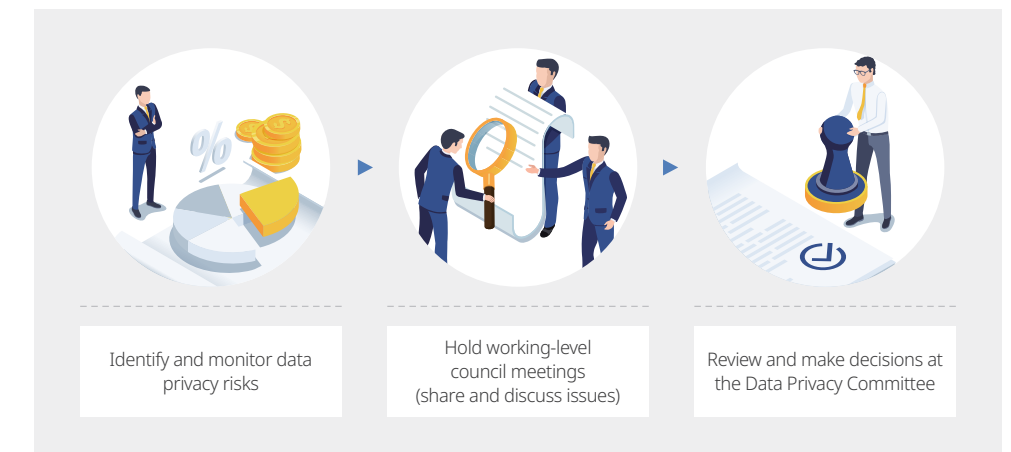 %
Identify and monitor data
privacy risks
Hold working-level
council meetings
(share and discuss issues)
Review and make decisions at
the Data Privacy Committee